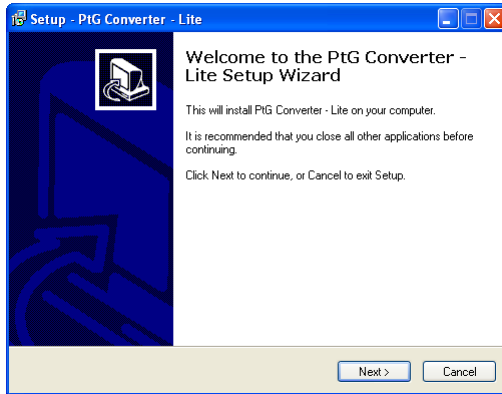 Setup - PtG Converter - Lite
Welcome to the PtG Converter -
Lite Setup Wizard
This will install PtG Converter - Lite on your computer.
It is recommended that you close all other applications before
continuing.
Click Next to continue, or Cancel to exit Setup.
Next >
Cancel